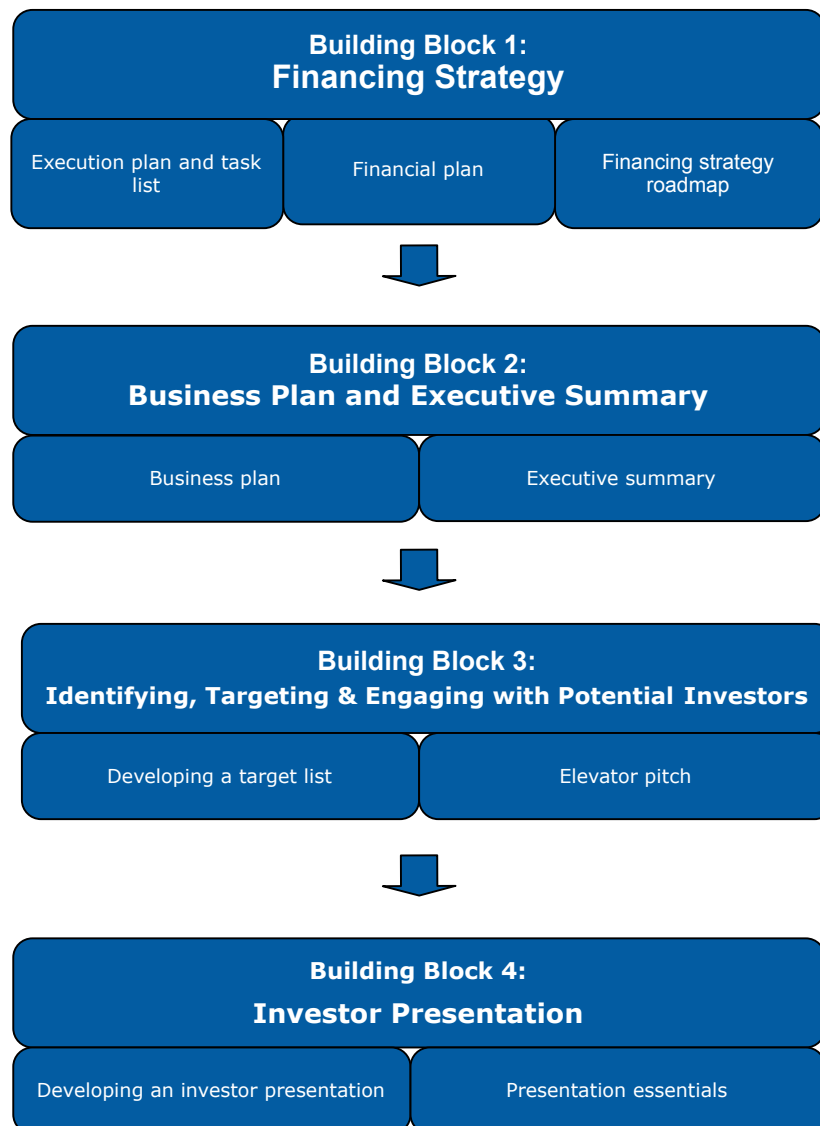 Building Block 1:
Financing Strategy
Execution plan and task
list
Financial plan
Financing strategy
roadmap
Building Block 2:
Business Plan and Executive Summary
Business plan
Executive summary
Building Block 3:
Identifying, Targeting & Engaging with Potential Investors
Developing a target list
Elevator pitch
Building Block 4:
Investor Presentation
Developing an investor presentation
Presentation essentials